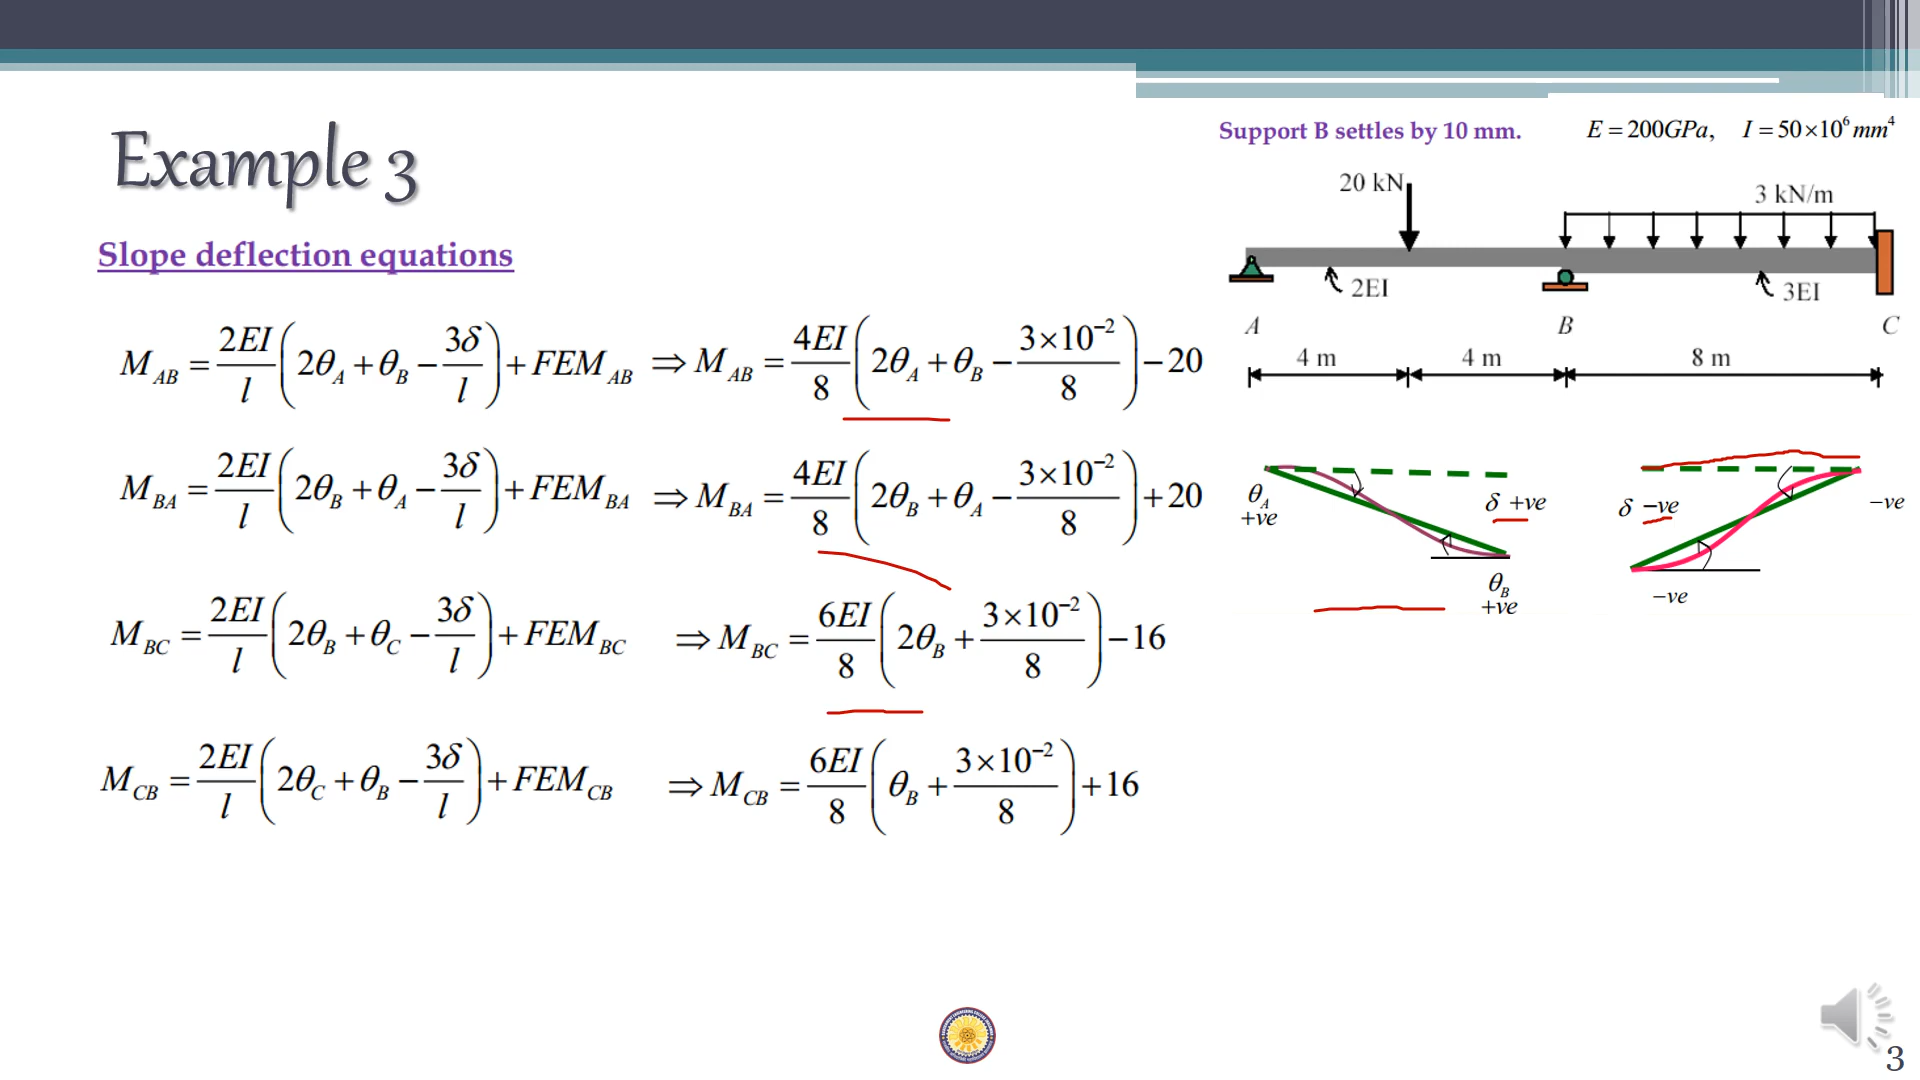 Example 3
Support B settles by 10 mm.
E = 200GPa, I = 50×10⁶ mm⁴
Slope deflection equations
20 kN
3 kN/m
2EI
3EI
A B C
4 m 4 m 8 m
M_AB = 2EI/l (2θ_A + θ_B − 3δ/l) + FEM_AB ⇒ M_AB = 4EI/8 (2θ_A + θ_B − 3×10⁻²/8) − 20
M_BA = 2EI/l (2θ_B + θ_A − 3δ/l) + FEM_BA ⇒ M_BA = 4EI/8 (2θ_B + θ_A − 3×10⁻²/8) + 20
M_BC = 2EI/l (2θ_B + θ_C − 3δ/l) + FEM_BC ⇒ M_BC = 6EI/8 (2θ_B + 3×10⁻²/8) − 16
M_CB = 2EI/l (2θ_C + θ_B − 3δ/l) + FEM_CB ⇒ M_CB = 6EI/8 (θ_B + 3×10⁻²/8) + 16
θ_A
+ve
δ +ve
θ_B
+ve
δ −ve
−ve
−ve
3